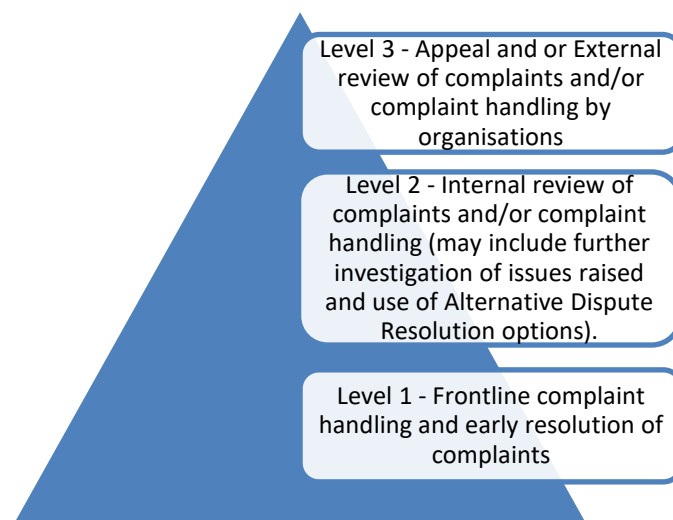 Level 3 - Appeal and or External
review of complaints and/or
complaint handling by
organisations
Level 2 - Internal review of
complaints and/or complaint
handling (may include further
investigation of issues raised
and use of Alternative Dispute
Resolution options).
Level 1 - Frontline complaint
handling and early resolution of
complaints